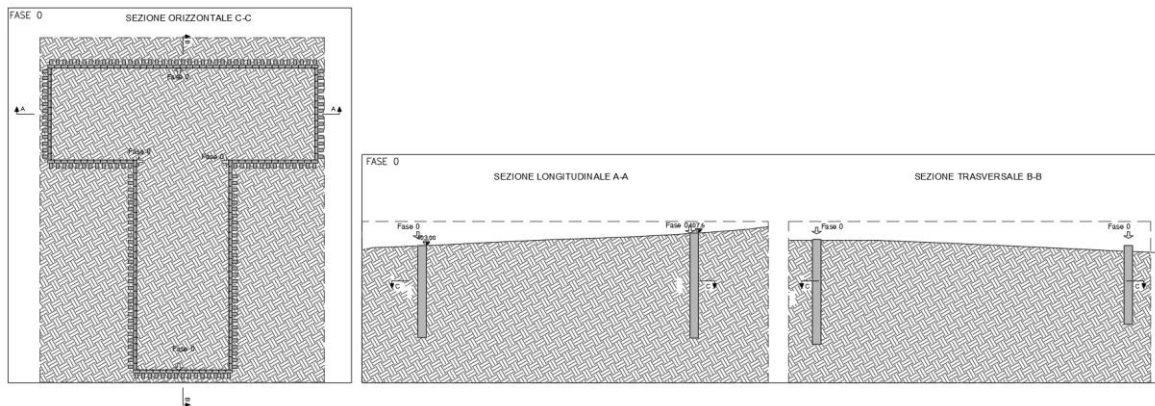 FASE 0
SEZIONE ORIZZONTALE C-C
B
Fase 0
A
A
Fase 0
Fase 0
Fase 0
B
FASE 0
SEZIONE LONGITUDINALE A-A
SEZIONE TRASVERSALE B-B
Fase 0
Fase 0
Fase 0
Fase 0
C
C
C
C